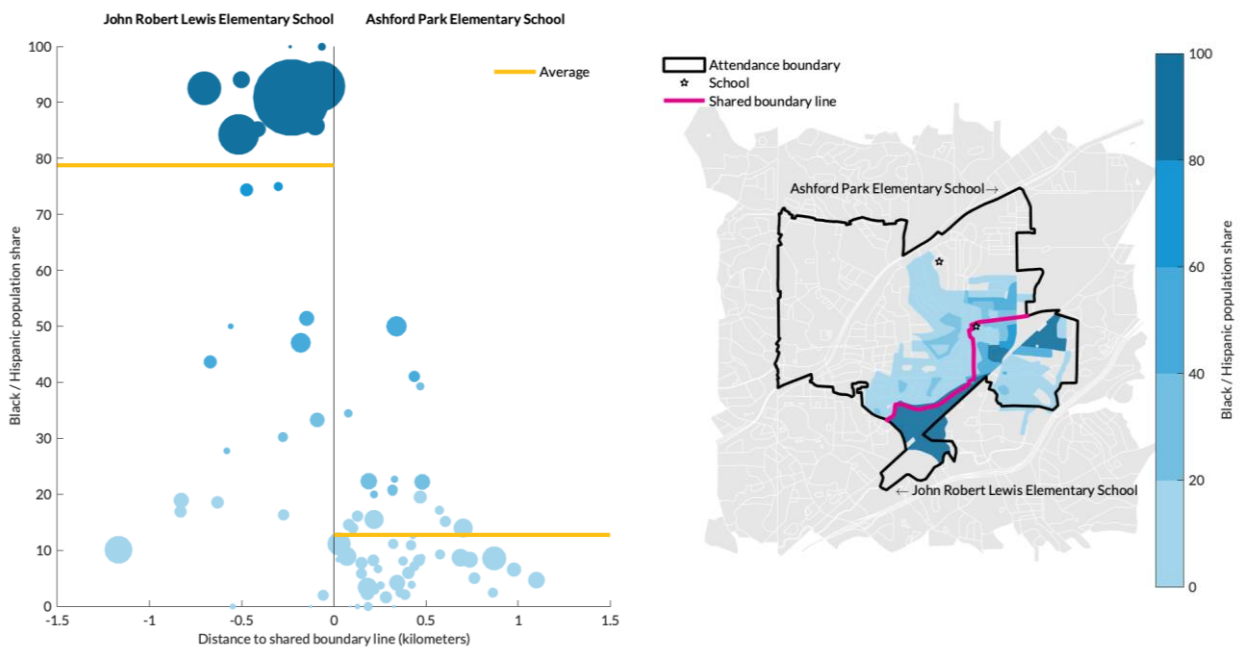 John Robert Lewis Elementary School
Ashford Park Elementary School
100
90
80
70
60
50
40
30
20
10
0
Black / Hispanic population share
Average
-1.5
-1
-0.5
0
0.5
1
1.5
Distance to shared boundary line (kilometers)
Attendance boundary
School
Shared boundary line
Ashford Park Elementary School→
← John Robert Lewis Elementary School
100
80
60
40
20
0
Black / Hispanic population share